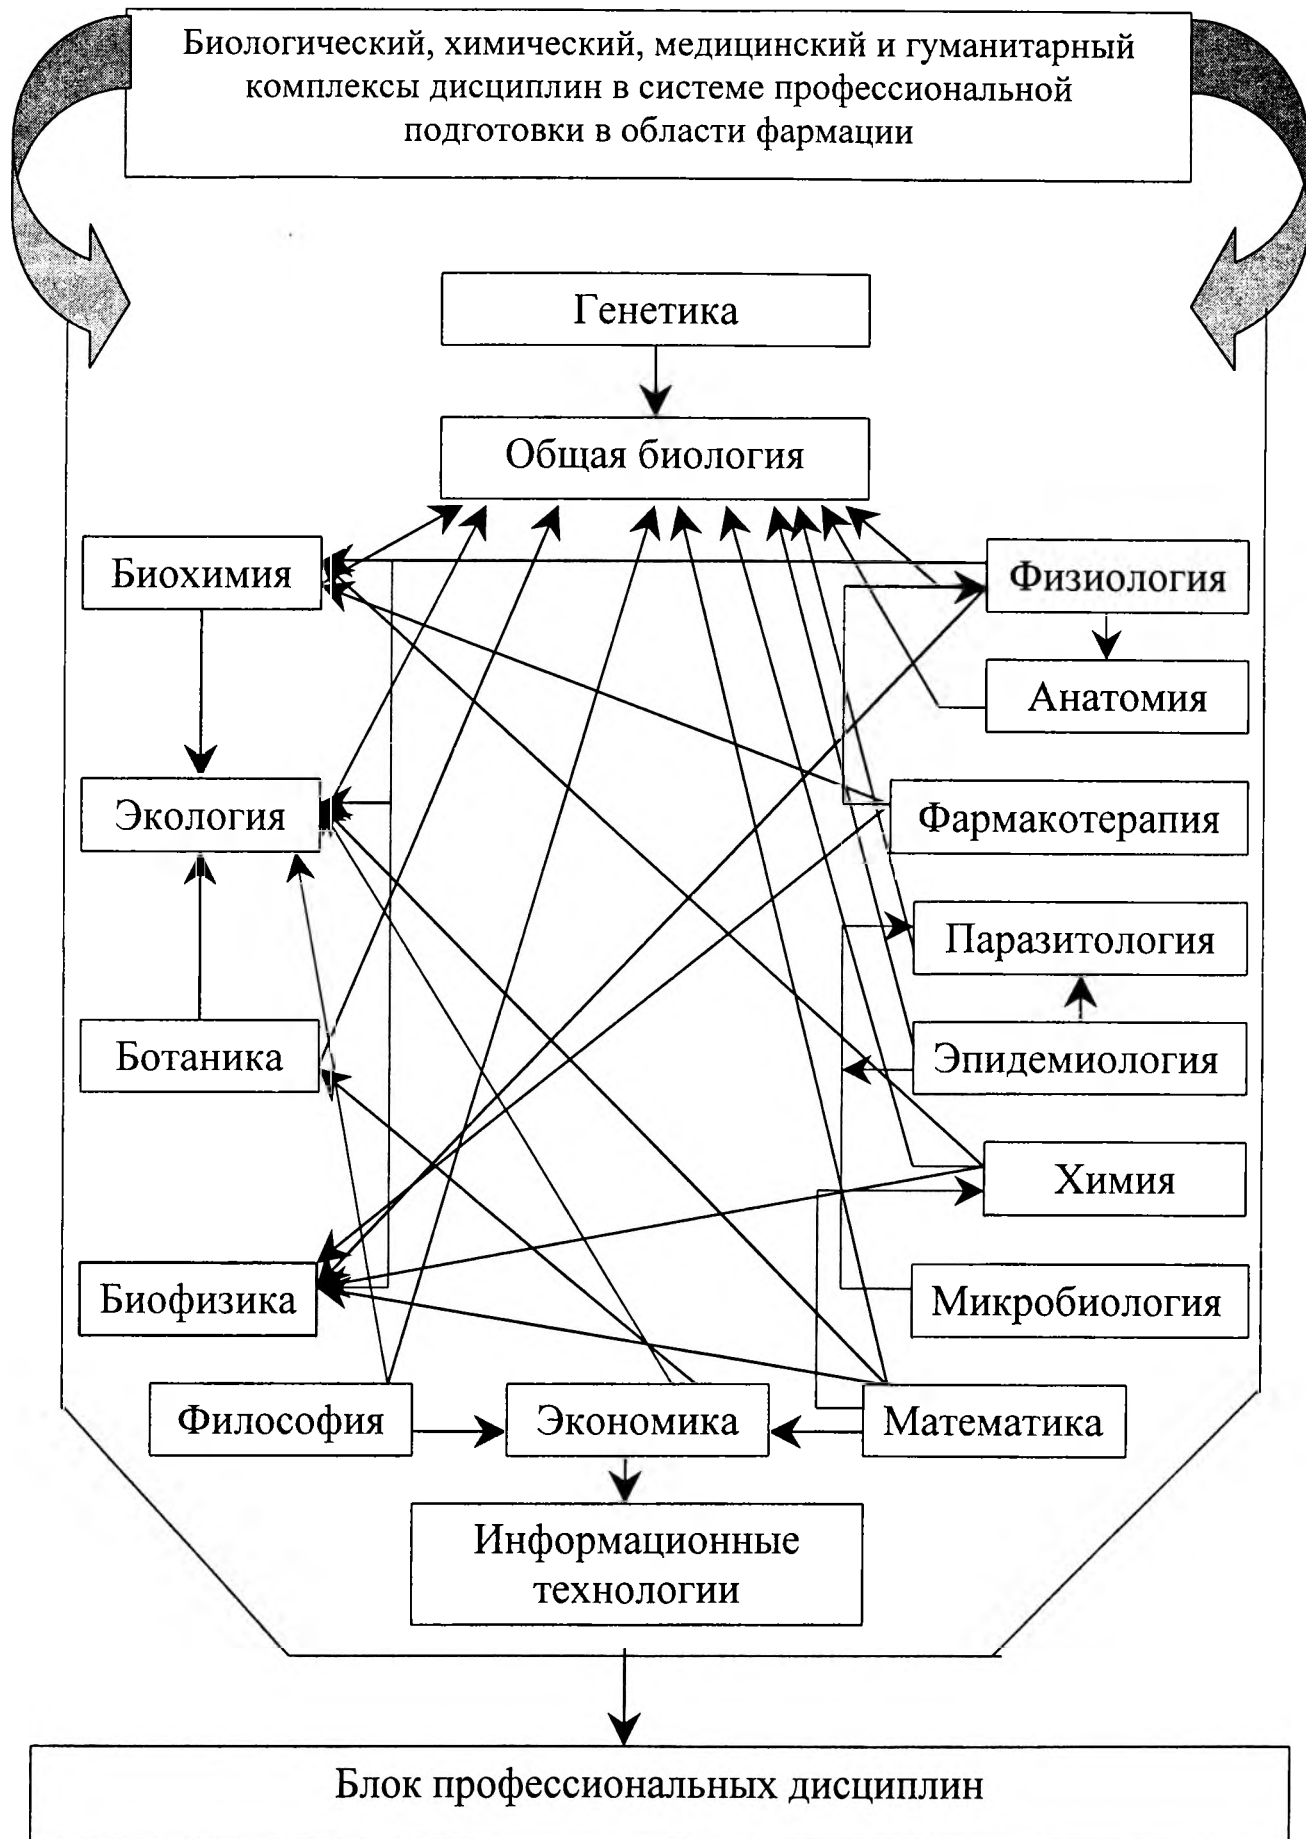 Биологический, химический, медицинский и гуманитарный
комплексы дисциплин в системе профессиональной
подготовки в области фармации
Генетика
Общая биология
Биохимия
Физиология
Анатомия
Экология
Фармакотерапия
Паразитология
Ботаника
Эпидемиология
Химия
Биофизика
Микробиология
Философия
Экономика
Математика
Информационные
технологии
Блок профессиональных дисциплин